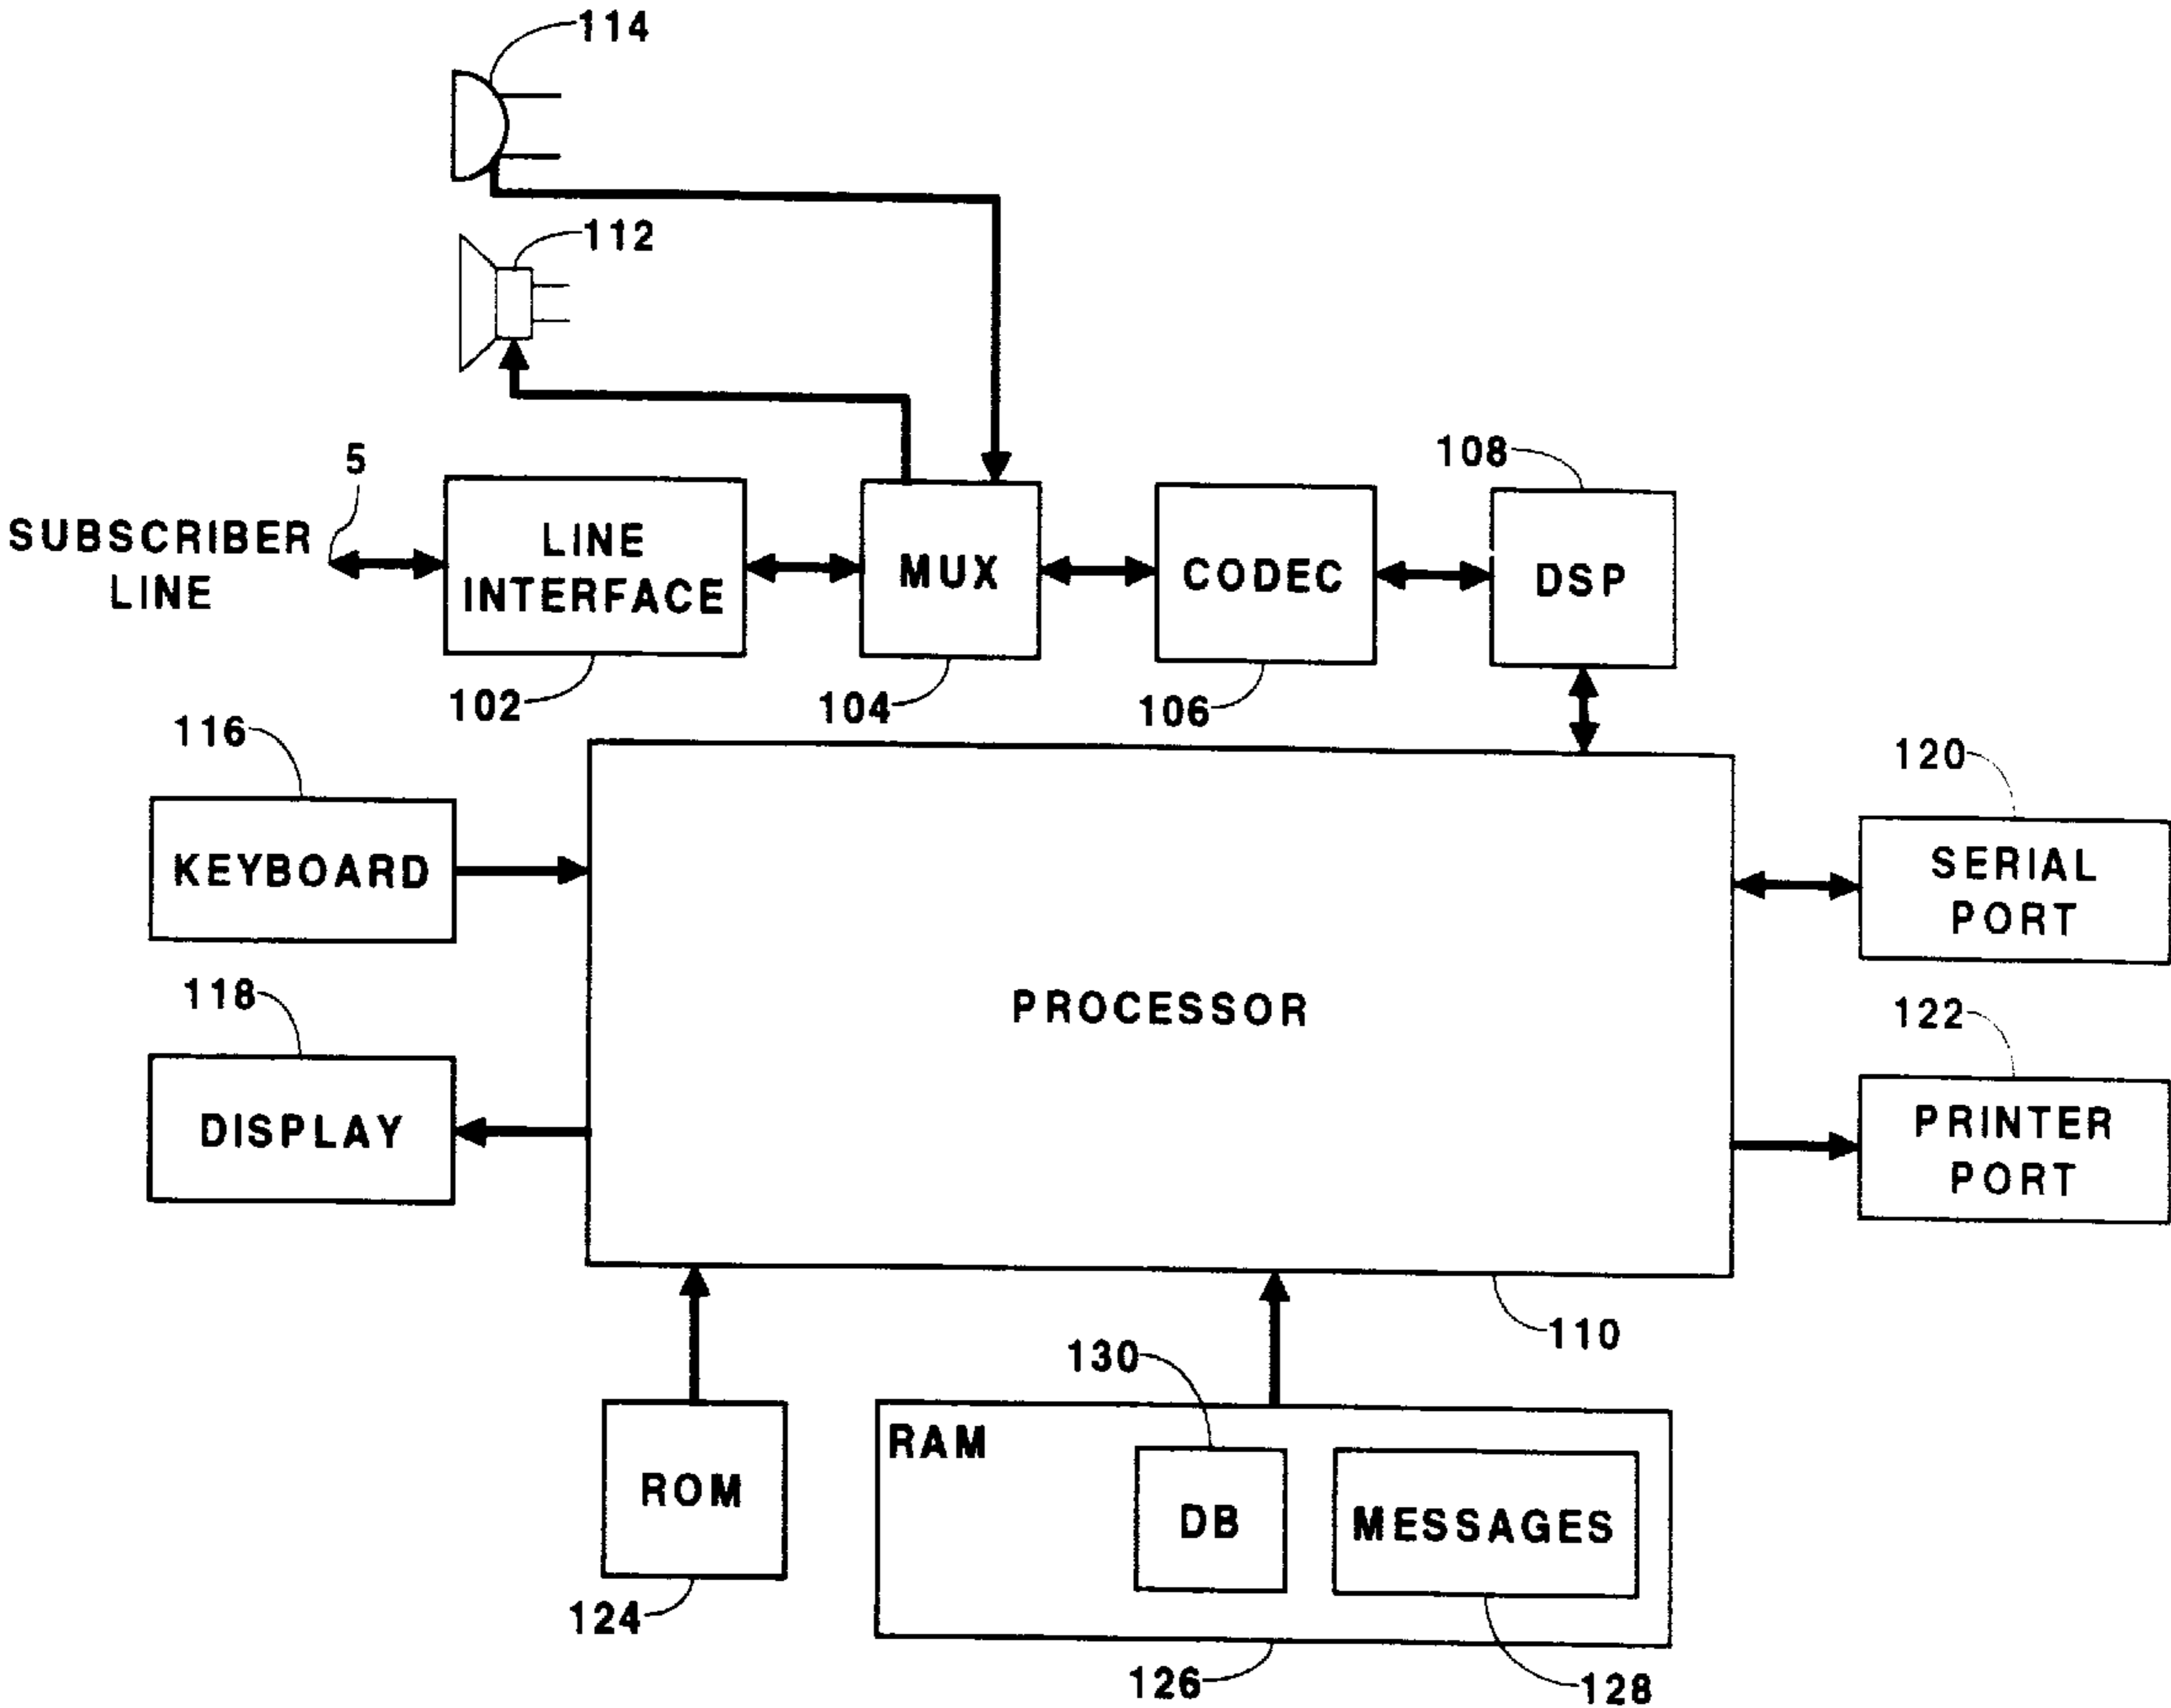 114
112
5
108
SUBSCRIBER
LINE
LINE
INTERFACE
MUX
CODEC
DSP
102
104
106
116
120
KEYBOARD
SERIAL
PORT
118
PROCESSOR
122
DISPLAY
PRINTER
PORT
110
130
RAM
ROM
DB
MESSAGES
124
126
128